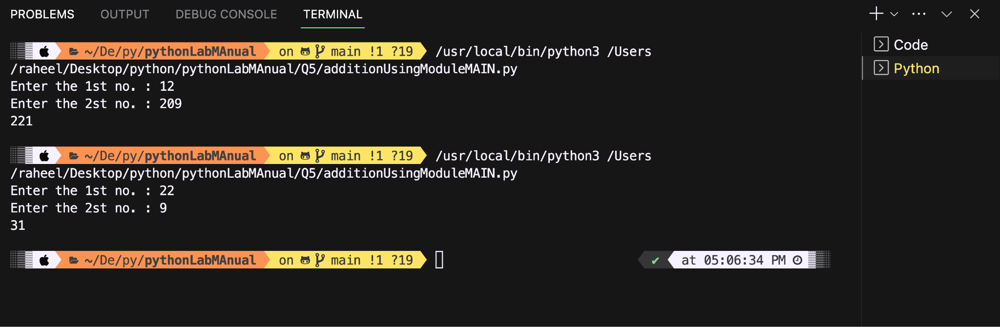 PROBLEMS OUTPUT DEBUG CONSOLE TERMINAL
~/De/py/pythonLabMAnual on main !1 ?19 /usr/local/bin/python3 /Users
/raheel/Desktop/python/pythonLabMAnual/Q5/additionUsingModuleMAIN.py
Enter the 1st no. : 12
Enter the 2st no. : 209
221
~/De/py/pythonLabMAnual on main !1 ?19 /usr/local/bin/python3 /Users
/raheel/Desktop/python/pythonLabMAnual/Q5/additionUsingModuleMAIN.py
Enter the 1st no. : 22
Enter the 2st no. : 9
31
~/De/py/pythonLabMAnual on main !1 ?19 ✔ at 05:06:34 PM
Code
Python